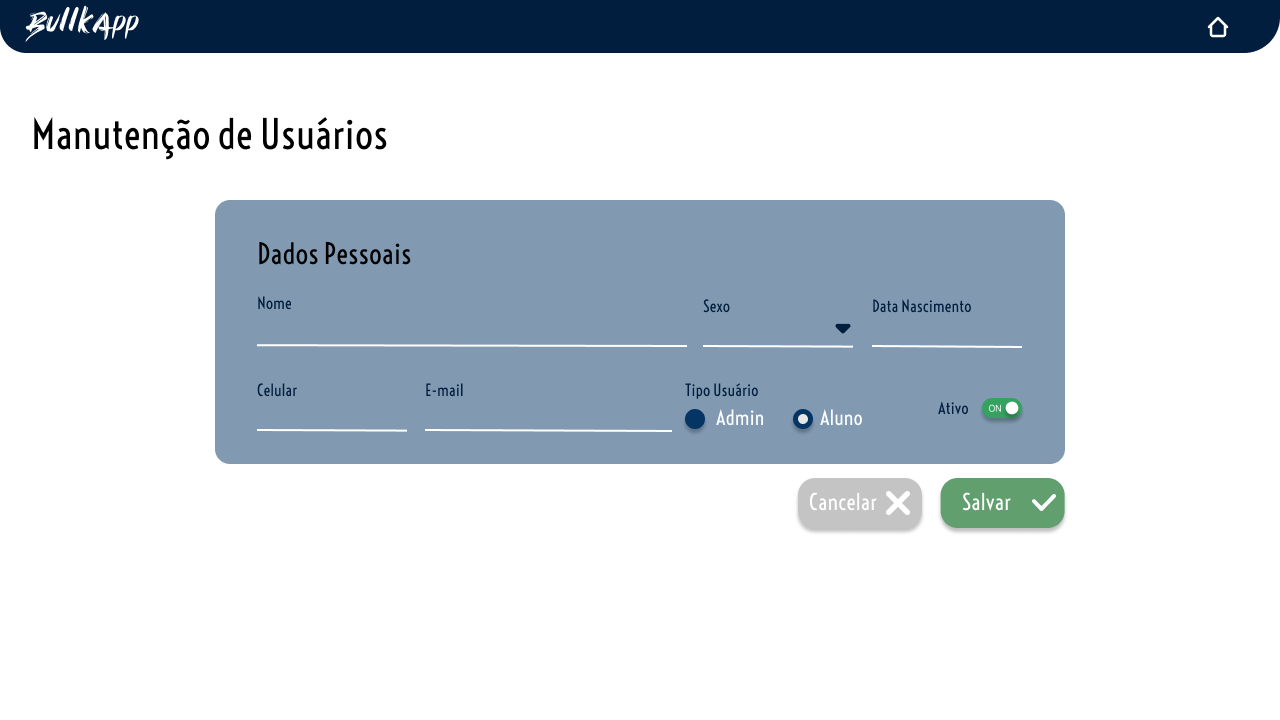 BullkApp
Manutenção de Usuários
Dados Pessoais
Nome
Sexo
Data Nascimento
Celular
E-mail
Tipo Usuário
Admin
Aluno
Ativo
ON
Cancelar
Salvar